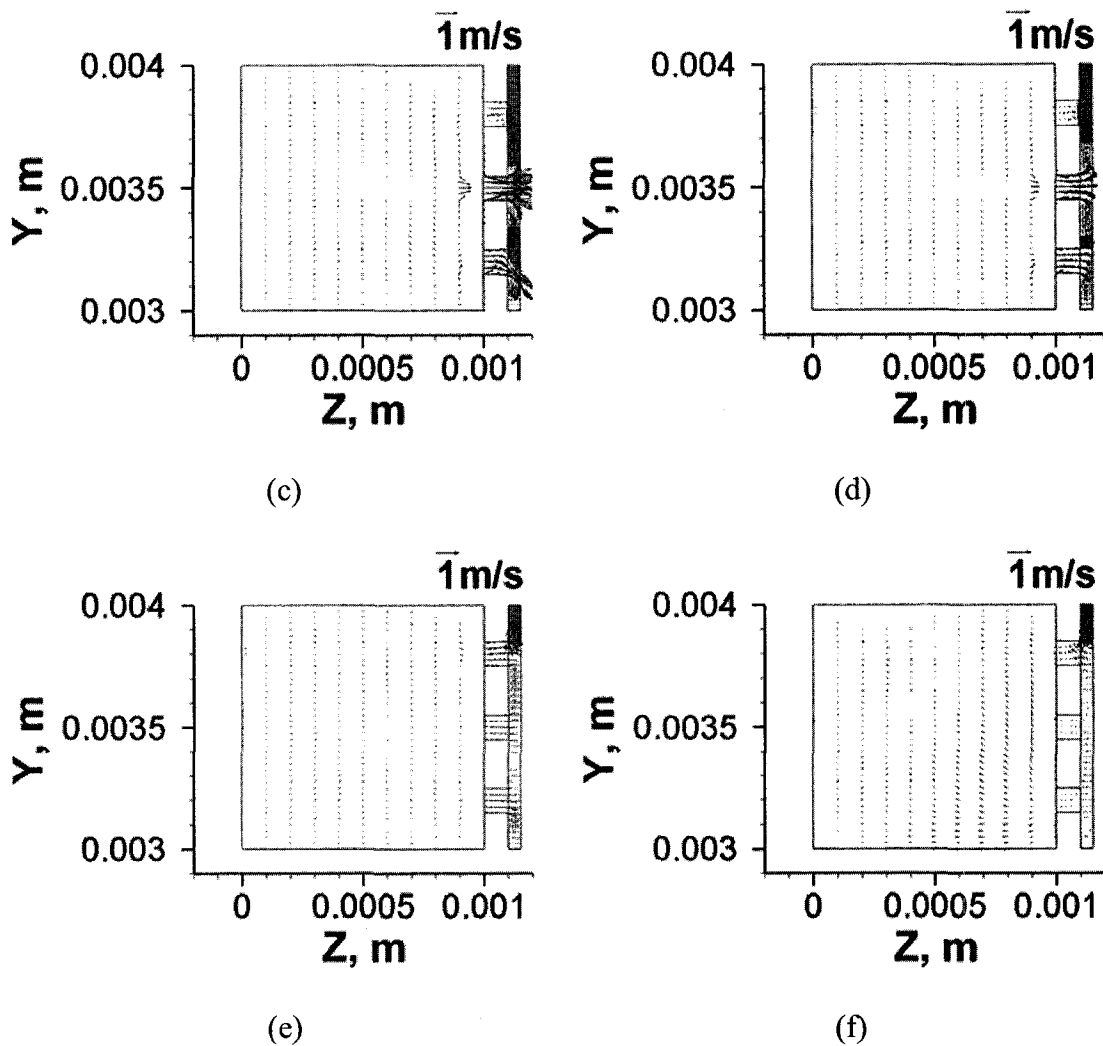 1m/s 1m/s
0.004 0.004
Y, m 0.0035 Y, m 0.0035
0.003 0.003
0 0.0005 0.001 0 0.0005 0.001
Z, m Z, m
(c) (d)
1m/s 1m/s
0.004 0.004
Y, m 0.0035 Y, m 0.0035
0.003 0.003
0 0.0005 0.001 0 0.0005 0.001
Z, m Z, m
(e) (f)